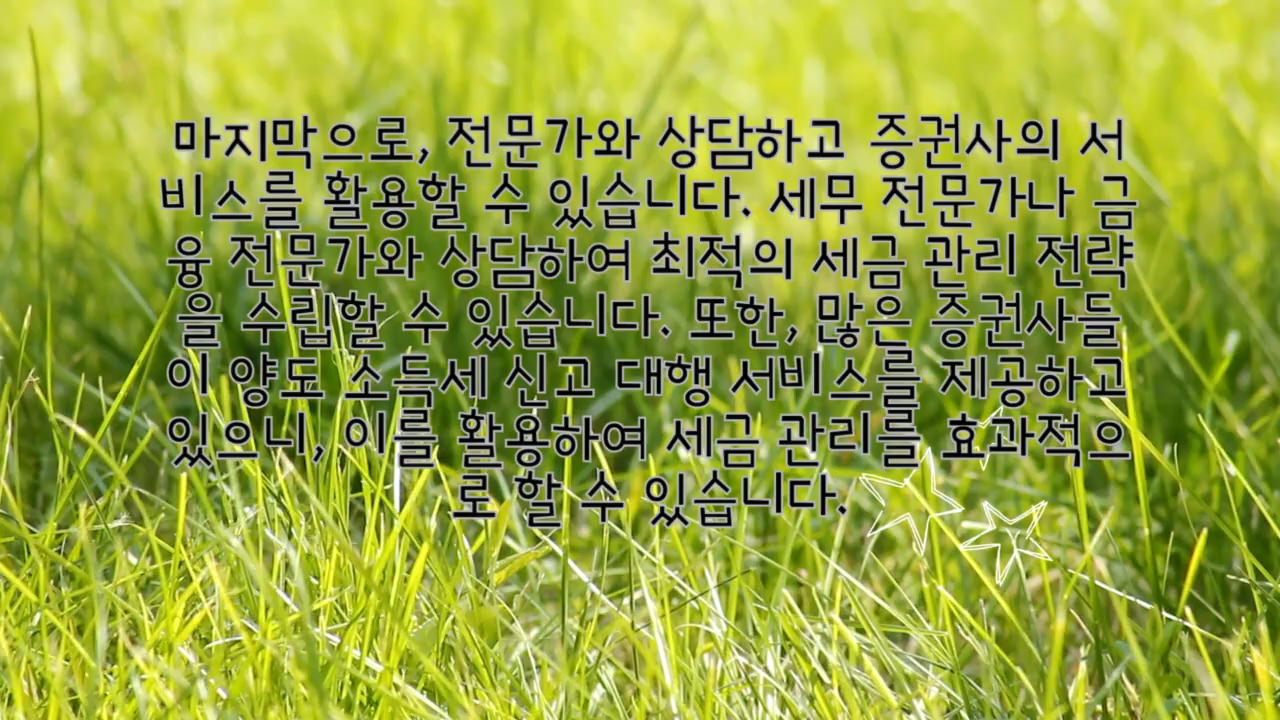 마지막으로, 전문가와 상담하고 증권사의 서
비스를 활용할 수 있습니다. 세무 전문가나 금
융 전문가와 상담하여 최적의 세금 관리 전략
을 수립할 수 있습니다. 또한, 많은 증권사들
이 양도 소득세 신고 대행 서비스를 제공하고
있으니, 이를 활용하여 세금 관리를 효과적으
로 할 수 있습니다.